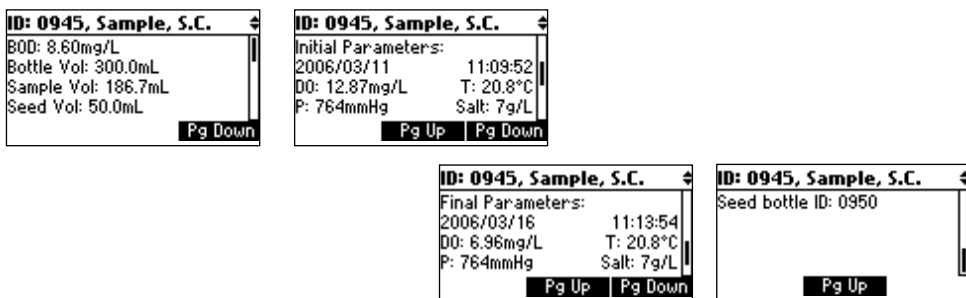 ID: 0945, Sample, S.C.
BOD: 8.60mg/L
Bottle Vol: 300.0mL
Sample Vol: 186.7mL
Seed Vol: 50.0mL
Pg Down
ID: 0945, Sample, S.C.
Initial Parameters:
2006/03/11 11:09:52
DO: 12.87mg/L T: 20.8°C
P: 764mmHg Salt: 7g/L
Pg Up Pg Down
ID: 0945, Sample, S.C.
Final Parameters:
2006/03/16 11:13:54
DO: 6.96mg/L T: 20.8°C
P: 764mmHg Salt: 7g/L
Pg Up Pg Down
ID: 0945, Sample, S.C.
Seed bottle ID: 0950
Pg Up